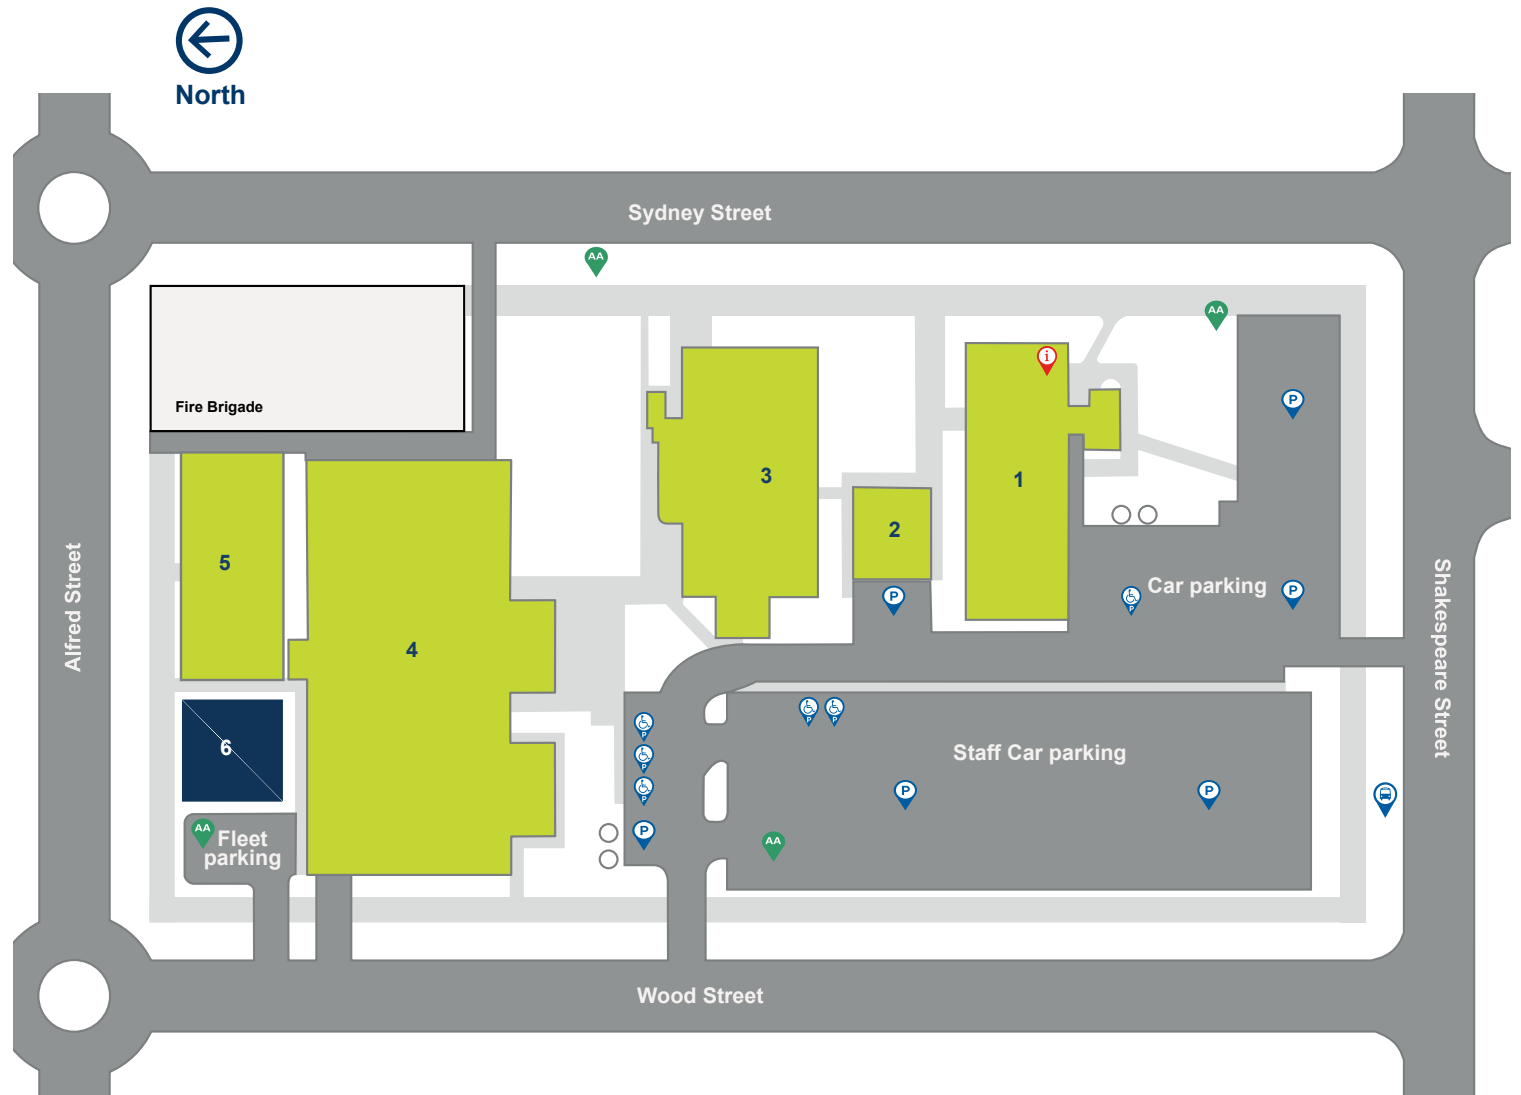 North
Sydney Street
AA
AA
i
P
Fire Brigade
3
1
2
5
Alfred Street
Shakespeare Street
Car parking
P
P
P
4
P
P
P
P
P
6
Staff Car parking
P
P
P
AA
Fleet
parking
AA
Wood Street